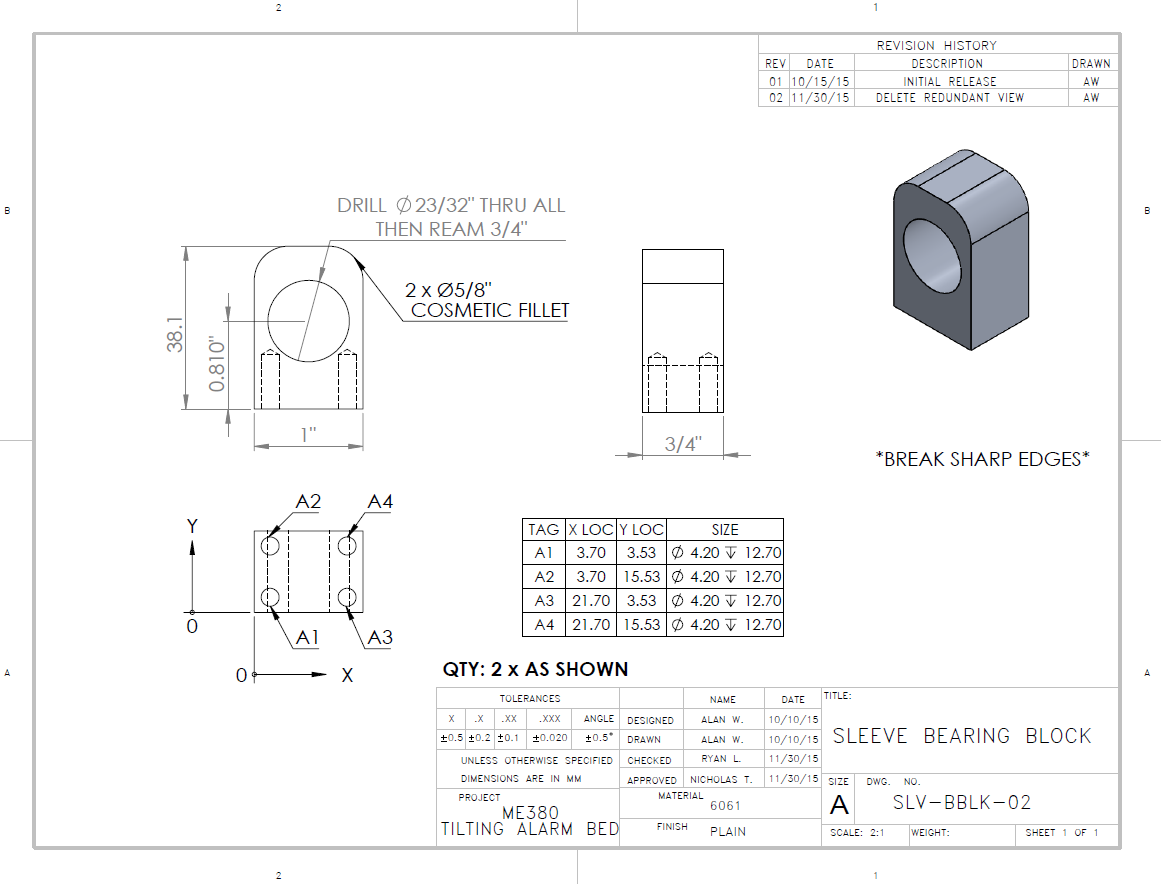 2 1
REVISION HISTORY
REV DATE DESCRIPTION DRAWN
01 10/15/15 INITIAL RELEASE AW
02 11/30/15 DELETE REDUNDANT VIEW AW
B B
DRILL ∅ 23/32" THRU ALL
THEN REAM 3/4"
2 x Ø5/8"
COSMETIC FILLET
38.1
0.810"
1"
3/4"
*BREAK SHARP EDGES*
A2 A4
Y
0
A1 A3
0 X
TAG X LOC Y LOC SIZE
A1 3.70 3.53 ∅ 4.20 ↧ 12.70
A2 3.70 15.53 ∅ 4.20 ↧ 12.70
A3 21.70 3.53 ∅ 4.20 ↧ 12.70
A4 21.70 15.53 ∅ 4.20 ↧ 12.70
A A
QTY: 2 x AS SHOWN
TOLERANCES
X .X .XX .XXX ANGLE
±0.5 ±0.2 ±0.1 ±0.020 ±0.5°
UNLESS OTHERWISE SPECIFIED
DIMENSIONS ARE IN MM
PROJECT
ME380
TILTING ALARM BED
NAME DATE
DESIGNED ALAN W. 10/10/15
DRAWN ALAN W. 10/10/15
CHECKED RYAN L. 11/30/15
APPROVED NICHOLAS T. 11/30/15
MATERIAL
6061
FINISH PLAIN
TITLE:
SLEEVE BEARING BLOCK
SIZE DWG. NO.
A SLV-BBLK-02
SCALE: 2:1 WEIGHT: SHEET 1 OF 1
2 1